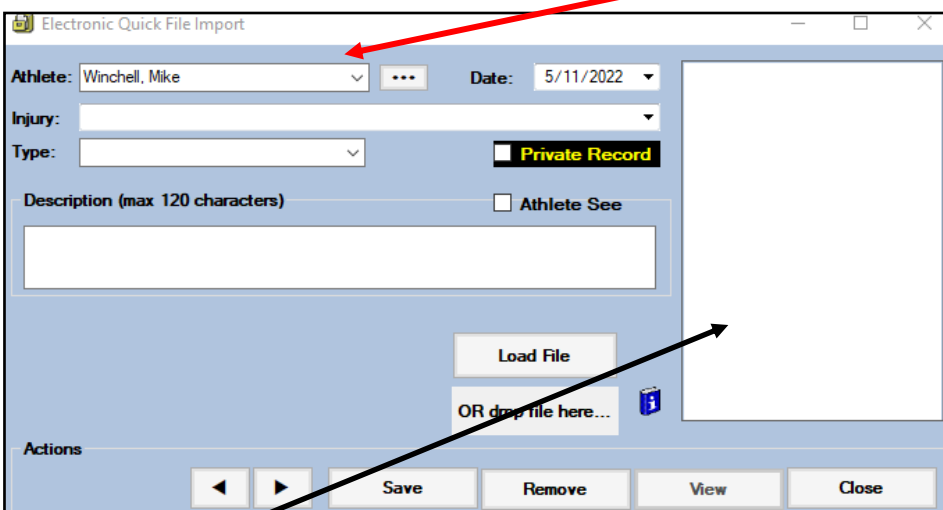 Electronic Quick File Import
Athlete: Winchell, Mike ••• Date: 5/11/2022
Injury:
Type: Private Record
Description (max 120 characters) Athlete See
Load File
OR drop file here...
Actions
Save Remove View Close